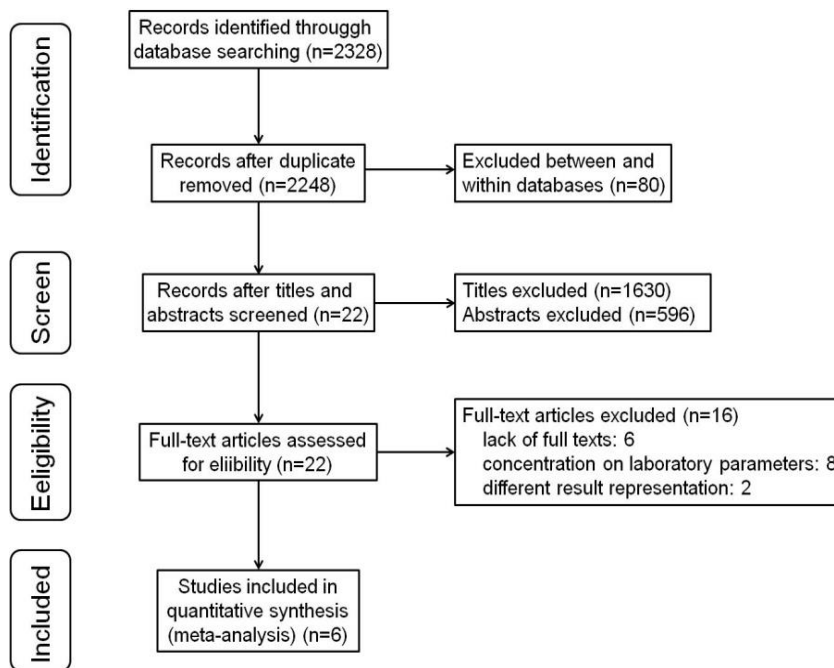 Identification
Records identified througgh
database searching (n=2328)
Records after duplicate
removed (n=2248)
Excluded between and
within databases (n=80)
Screen
Records after titles and
abstracts screened (n=22)
Titles excluded (n=1630)
Abstracts excluded (n=596)
Eeligibility
Full-text articles assessed
for eliibility (n=22)
Full-text articles excluded (n=16)
lack of full texts: 6
concentration on laboratory parameters: 8
different result representation: 2
Included
Studies included in
quantitative synthesis
(meta-analysis) (n=6)